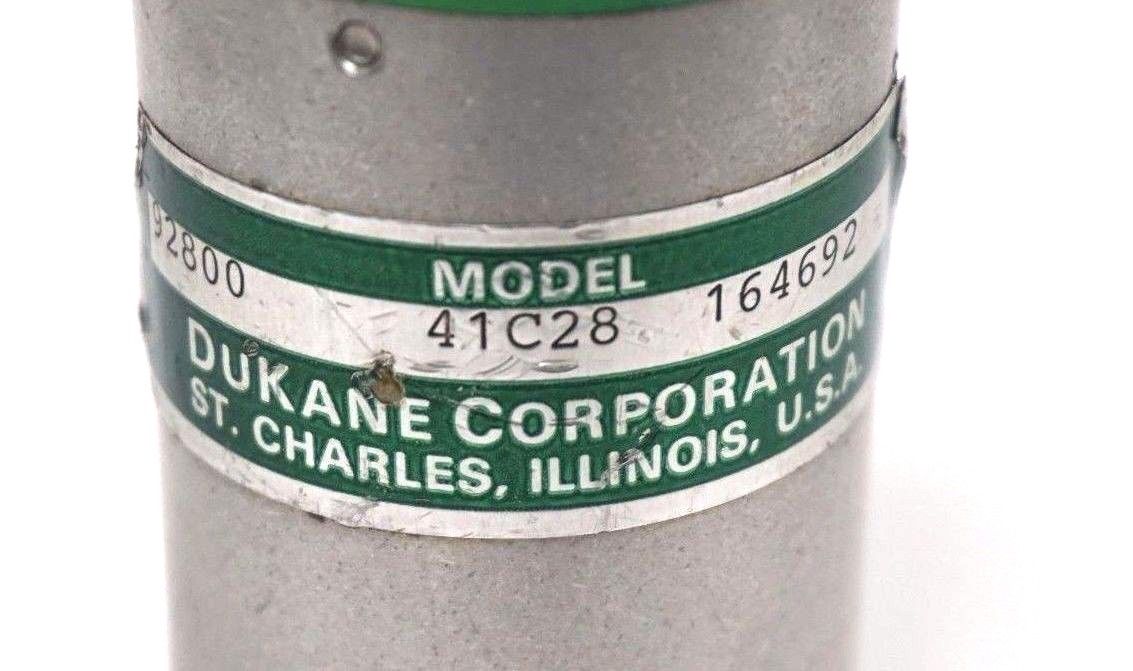 MODEL
92800 41C28 164692
DUKANE CORPORATION
ST. CHARLES, ILLINOIS, U.S.A.